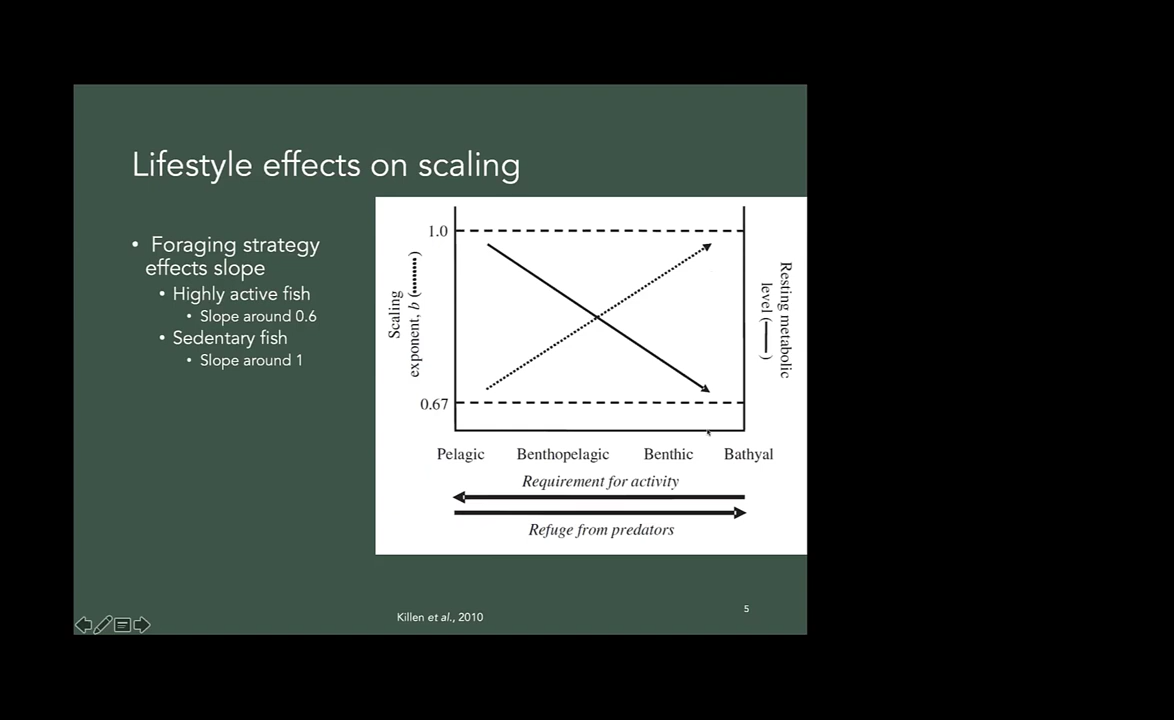 Lifestyle effects on scaling
• Foraging strategy
effects slope
• Highly active fish
• Slope around 0.6
• Sedentary fish
• Slope around 1
1.0
0.67
Scaling
exponent, b (........)
Resting metabolic
level (——)
Pelagic Benthopelagic Benthic Bathyal
Requirement for activity
Refuge from predators
Killen et al., 2010
5